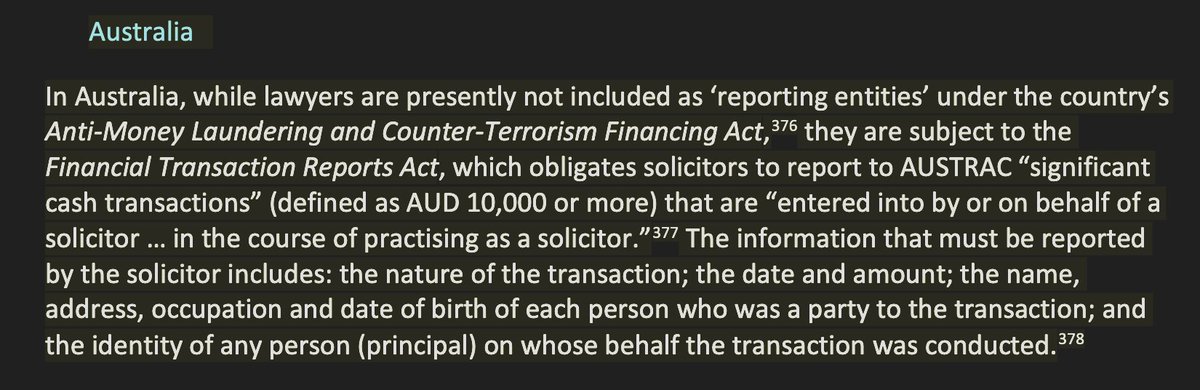 Australia
In Australia, while lawyers are presently not included as ‘reporting entities’ under the country’s
Anti-Money Laundering and Counter-Terrorism Financing Act,376 they are subject to the
Financial Transaction Reports Act, which obligates solicitors to report to AUSTRAC “significant
cash transactions” (defined as AUD 10,000 or more) that are “entered into by or on behalf of a
solicitor … in the course of practising as a solicitor.”377 The information that must be reported
by the solicitor includes: the nature of the transaction; the date and amount; the name,
address, occupation and date of birth of each person who was a party to the transaction; and
the identity of any person (principal) on whose behalf the transaction was conducted.378